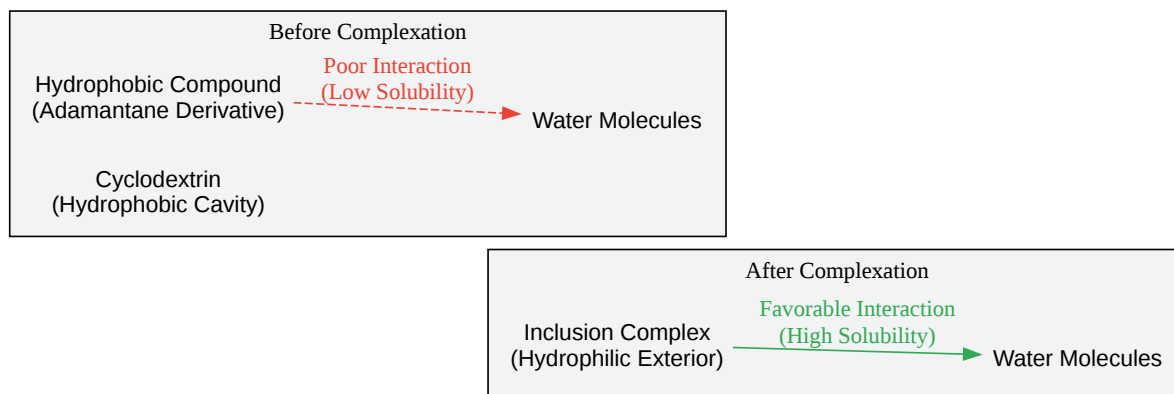 Before Complexation
Poor Interaction
(Low Solubility)
Hydrophobic Compound
(Adamantane Derivative)
Water Molecules
Cyclodextrin
(Hydrophobic Cavity)
After Complexation
Favorable Interaction
(High Solubility)
Inclusion Complex
(Hydrophilic Exterior)
Water Molecules